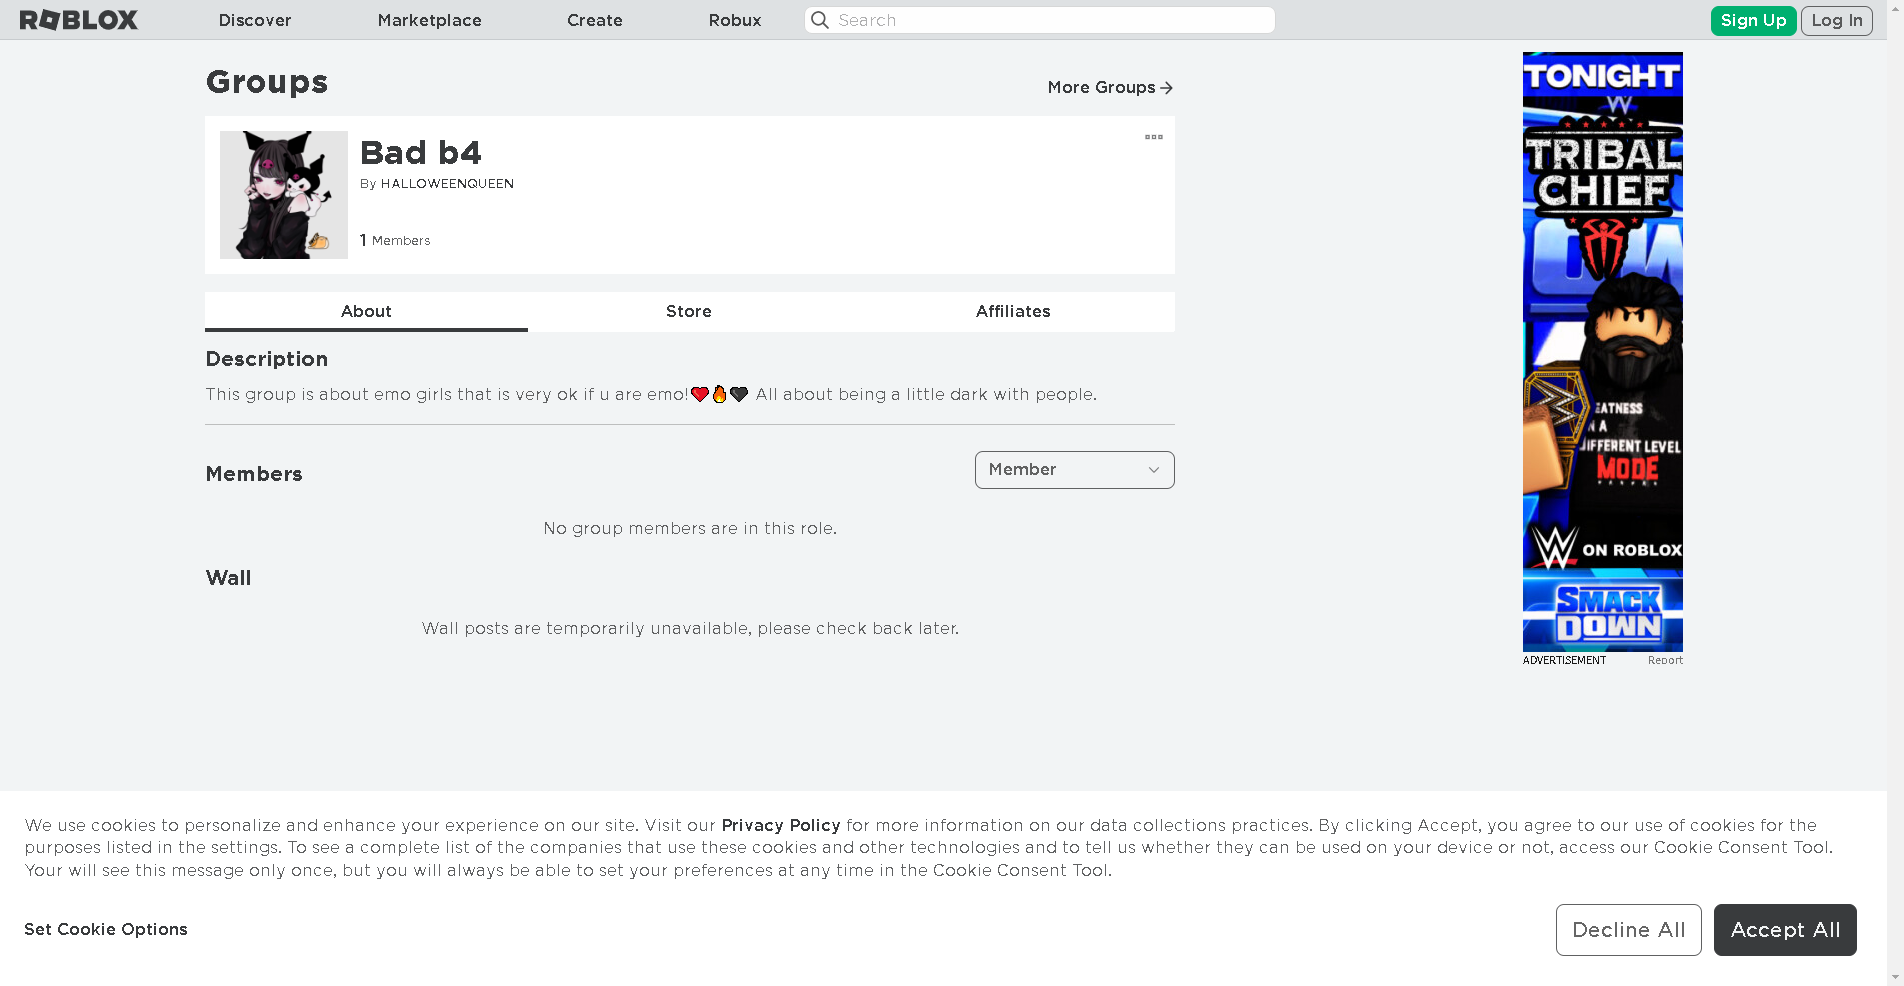 ROBLOX
Discover
Marketplace
Create
Robux
Search
Sign Up
Log In
Groups
More Groups
Bad b4
By HALLOWEENQUEEN
1 Members
About
Store
Affiliates
Description
This group is about emo girls that is very ok if u are emo!❤️🔥🖤 All about being a little dark with people.
Members
Member
No group members are in this role.
Wall
Wall posts are temporarily unavailable, please check back later.
TONIGHT
TRIBAL
CHIEF
EATNESS
N A
DIFFERENT LEVEL
MODE
W ON ROBLOX
SMACK
DOWN
ADVERTISEMENT
Report
We use cookies to personalize and enhance your experience on our site. Visit our Privacy Policy for more information on our data collections practices. By clicking Accept, you agree to our use of cookies for the
purposes listed in the settings. To see a complete list of the companies that use these cookies and other technologies and to tell us whether they can be used on your device or not, access our Cookie Consent Tool.
Your will see this message only once, but you will always be able to set your preferences at any time in the Cookie Consent Tool.
Set Cookie Options
Decline All
Accept All